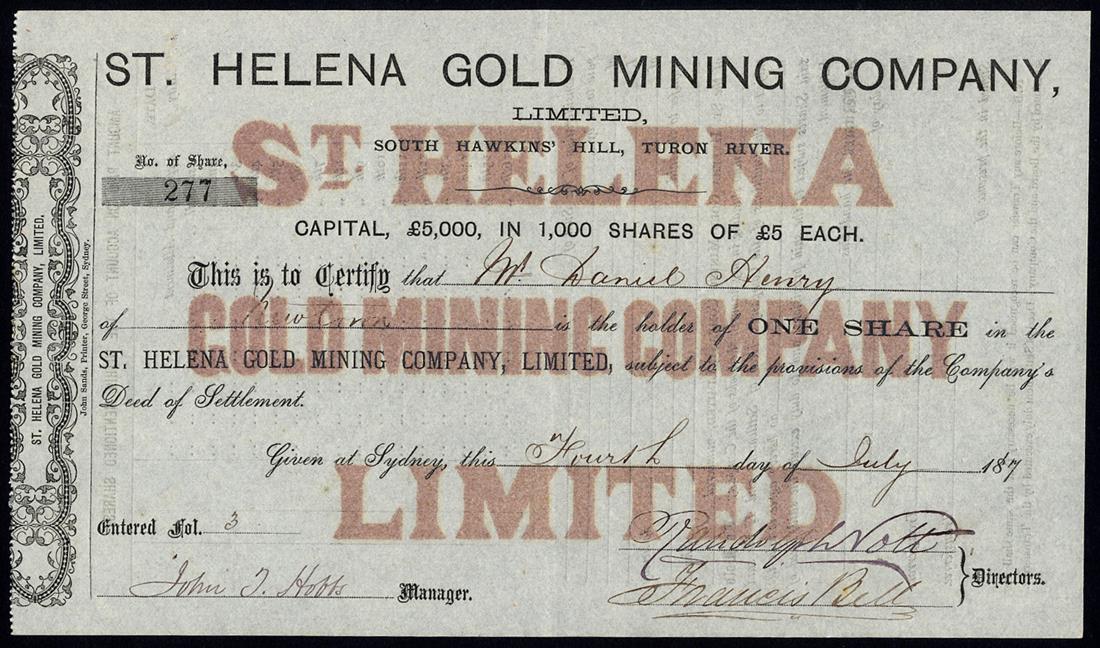 ST. HELENA GOLD MINING COMPANY,
LIMITED,
SOUTH HAWKINS' HILL, TURON RIVER.
No. of Share,
277
CAPITAL, £5,000, IN 1,000 SHARES OF £5 EACH.
This is to Certify that Mr. Daniel Henry
of is the holder of ONE SHARE in the
ST. HELENA GOLD MINING COMPANY, LIMITED, subject to the provisions of the Company's
Deed of Settlement.
Given at Sydney, this Fourth day of July 187
Entered Fol. 3
John T. Hobbs Manager.
Randolph Nott
Francis Bell
Directors.
ST HELENA
GOLD MINING COMPANY
LIMITED
ST. HELENA GOLD MINING COMPANY, LIMITED.
John Sands, Printer, George Street, Sydney.